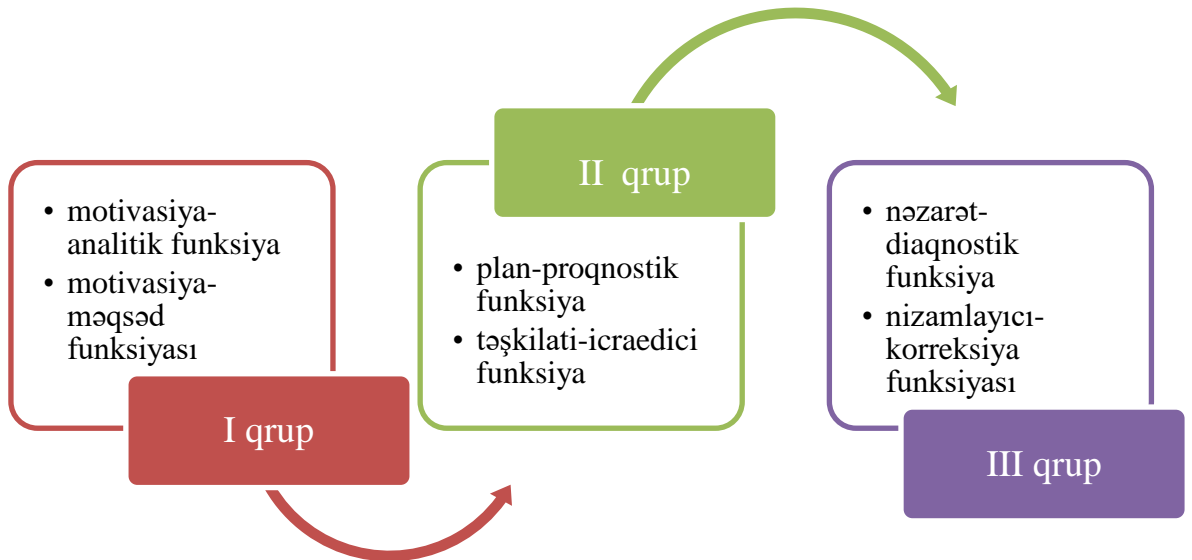 • motivasiya-
analitik funksiya
• motivasiya-
məqsəd
funksiyası
I qrup
II qrup
• plan-proqnostik
funksiya
• təşkilati-icraedici
funksiya
• nəzarət-
diaqnostik
funksiya
• nizamlayıcı-
korreksiya
funksiyası
III qrup